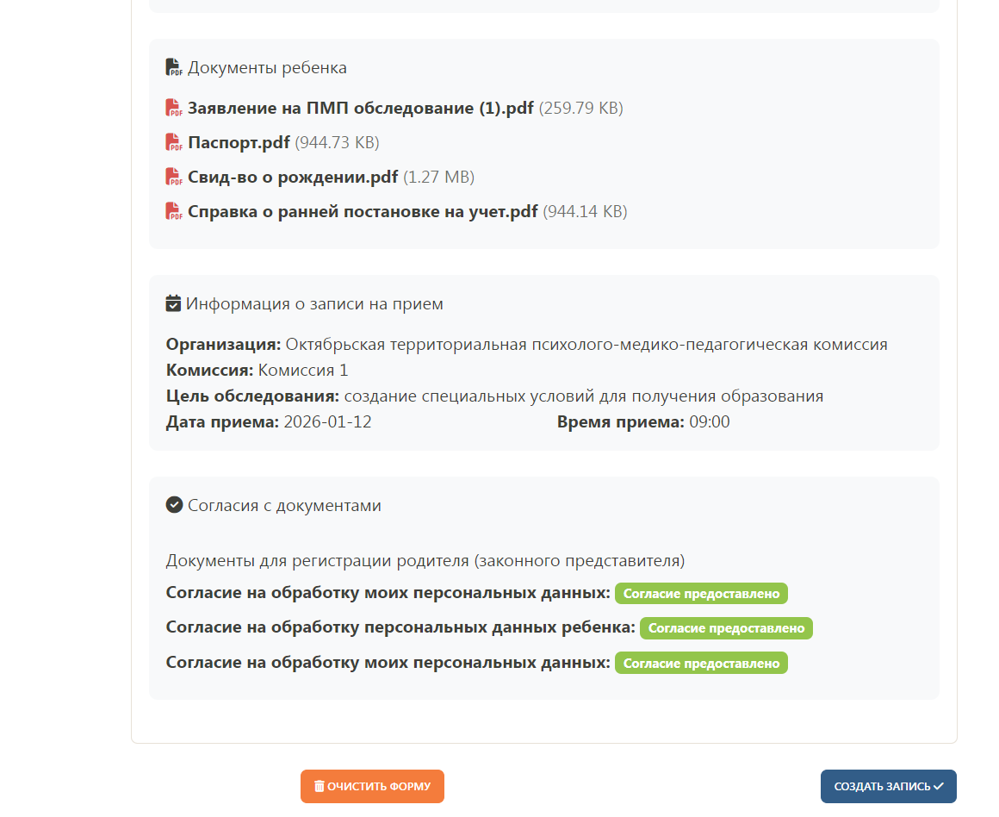 Документы ребенка
Заявление на ПМП обследование (1).pdf (259.79 KB)
Паспорт.pdf (944.73 KB)
Свид-во о рождении.pdf (1.27 MB)
Справка о ранней постановке на учет.pdf (944.14 KB)
Информация о записи на прием
Организация: Октябрьская территориальная психолого-медико-педагогическая комиссия
Комиссия: Комиссия 1
Цель обследования: создание специальных условий для получения образования
Дата приема: 2026-01-12 Время приема: 09:00
Согласия с документами
Документы для регистрации родителя (законного представителя)
Согласие на обработку моих персональных данных: Согласие предоставлено
Согласие на обработку персональных данных ребенка: Согласие предоставлено
Согласие на обработку моих персональных данных: Согласие предоставлено
ОЧИСТИТЬ ФОРМУ СОЗДАТЬ ЗАПИСЬ